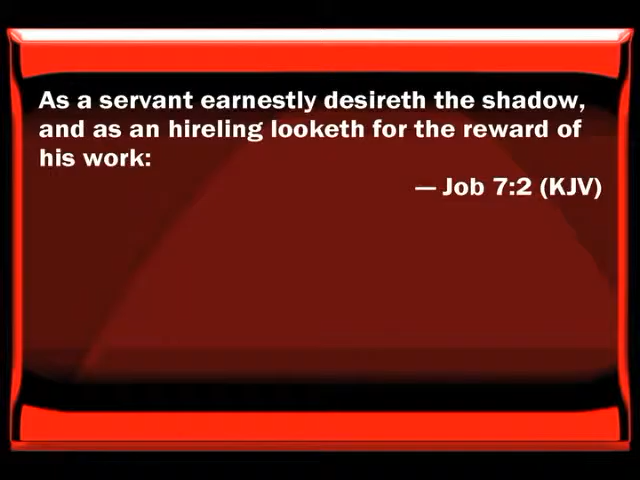 As a servant earnestly desireth the shadow,
and as an hireling looketh for the reward of
his work:
— Job 7:2 (KJV)